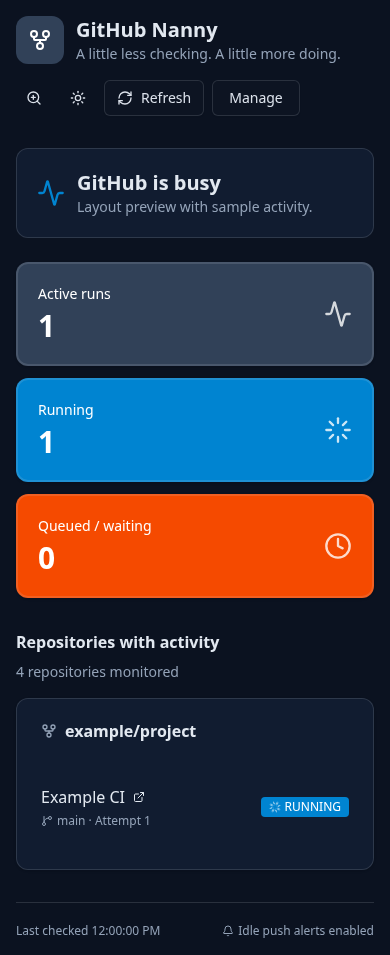 GitHub Nanny
A little less checking. A little more doing.
Refresh Manage
GitHub is busy
Layout preview with sample activity.
Active runs
1
Running
1
Queued / waiting
0
Repositories with activity
4 repositories monitored
example/project
Example CI
RUNNING
main · Attempt 1
Last checked 12:00:00 PM Idle push alerts enabled